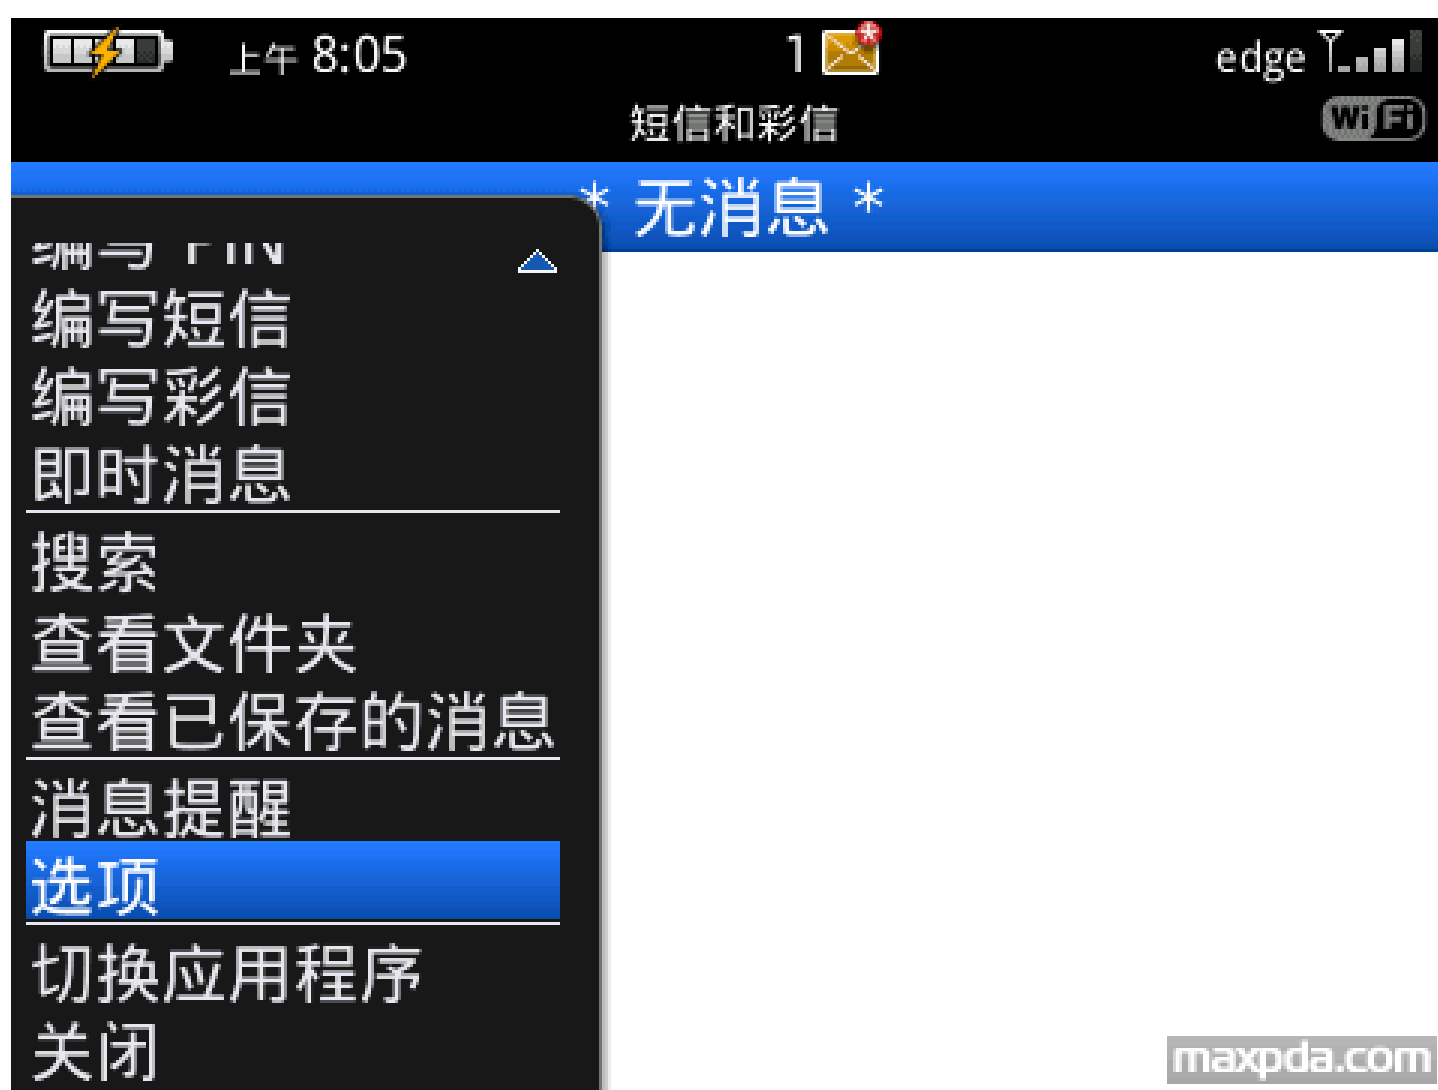 上午 8:05 1 edge
短信和彩信 WiFi
* 无消息 *
编写 PIN
编写短信
编写彩信
即时消息
搜索
查看文件夹
查看已保存的消息
消息提醒
选项
切换应用程序
关闭
maxpda.com